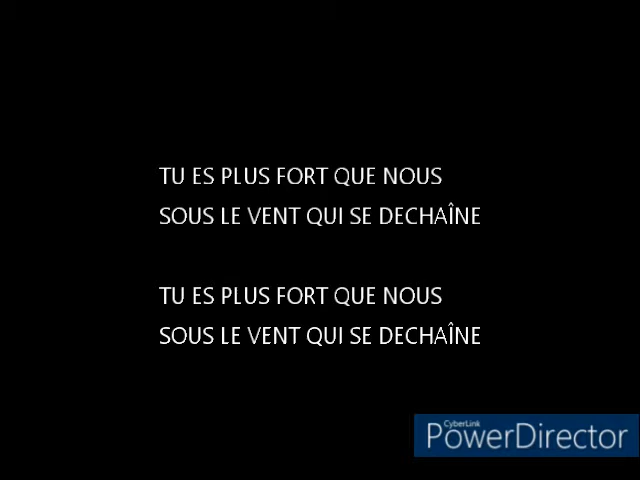 TU ES PLUS FORT QUE NOUS
SOUS LE VENT QUI SE DECHAÎNE
TU ES PLUS FORT QUE NOUS
SOUS LE VENT QUI SE DECHAÎNE
CyberLink
PowerDirector